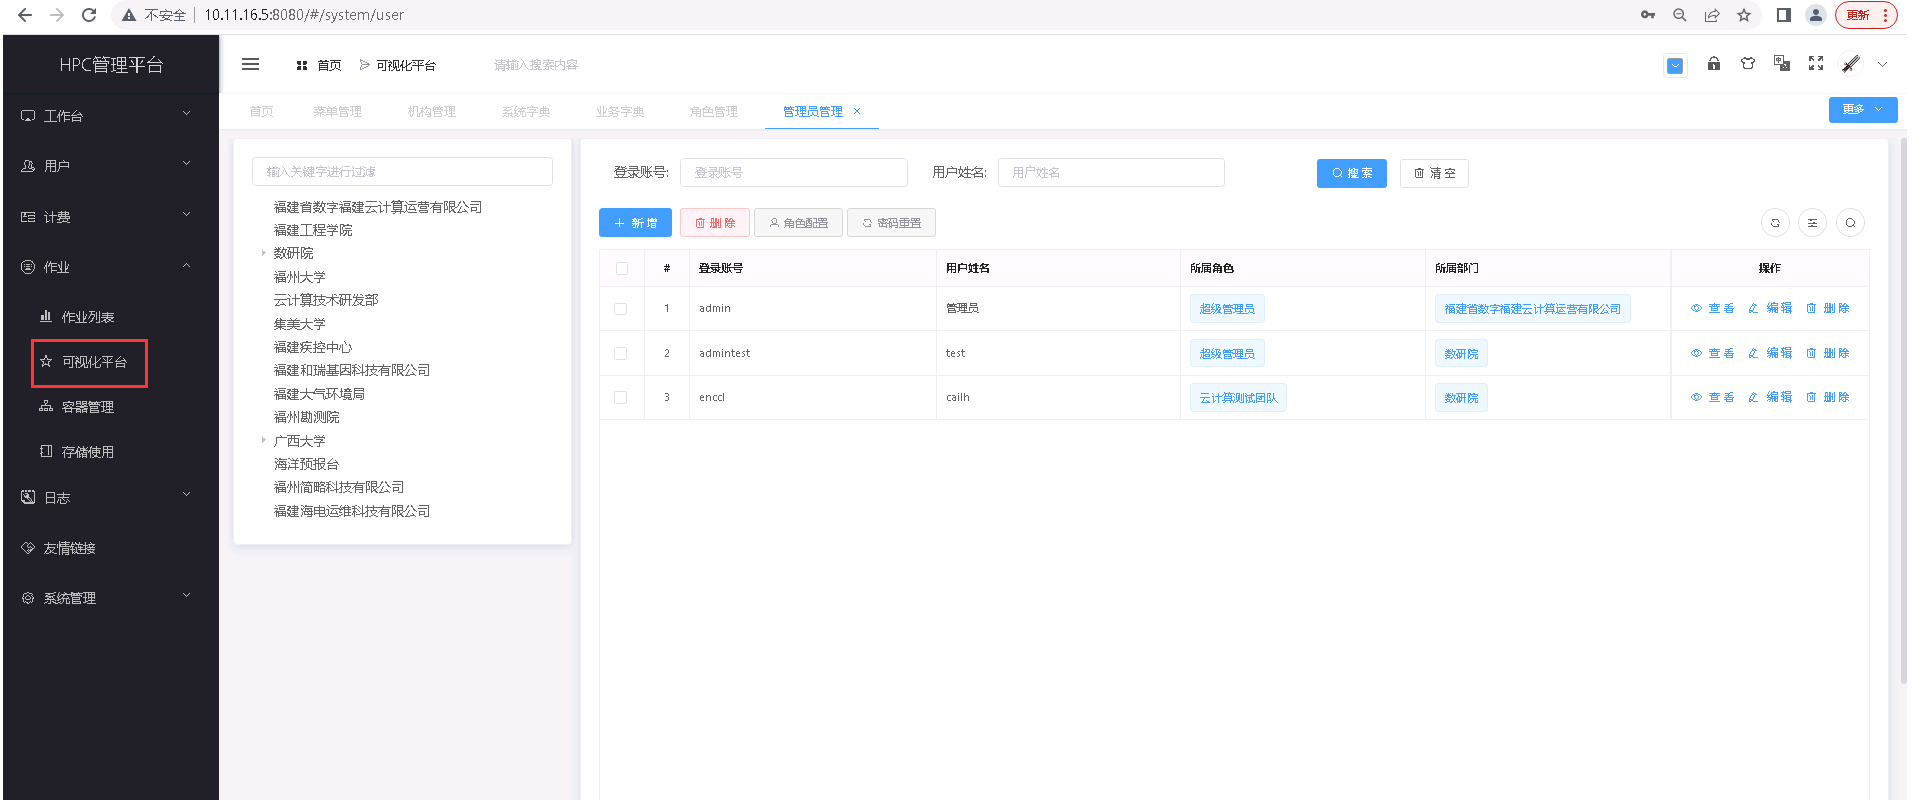 不安全 10.11.16.5:8080/#/system/user 更新
HPC管理平台
首页 可视化平台 请输入搜索内容
首页 菜单管理 机构管理 系统字典 业务字典 角色管理 管理员管理 × 更多
工作台
用户
计费
作业
作业列表
可视化平台
容器管理
存储使用
日志
友情链接
系统管理
输入关键字进行过滤
福建省数字福建云计算运营有限公司
福建工程学院
数研院
福州大学
云计算技术研发部
集美大学
福建疾控中心
福建和瑞基因科技有限公司
福建大气环境局
福州勘测院
广西大学
海洋预报台
福州简略科技有限公司
福建海电运维科技有限公司
登录账号: 登录账号 用户姓名: 用户姓名 搜索 清空
新增 删除 角色配置 密码重置
# 登录账号 用户姓名 所属角色 所属部门 操作
1 admin 管理员 超级管理员 福建省数字福建云计算运营有限公司 查看 编辑 删除
2 admintest test 超级管理员 数研院 查看 编辑 删除
3 enccl cailh 云计算测试团队 数研院 查看 编辑 删除